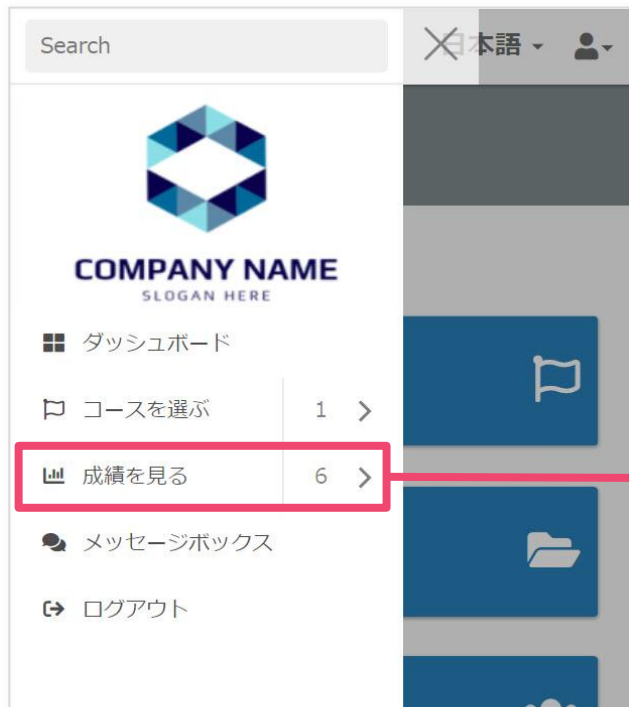 Search
日本語
COMPANY NAME
SLOGAN HERE
ダッシュボード
コースを選ぶ 1
成績を見る 6
メッセージボックス
ログアウト